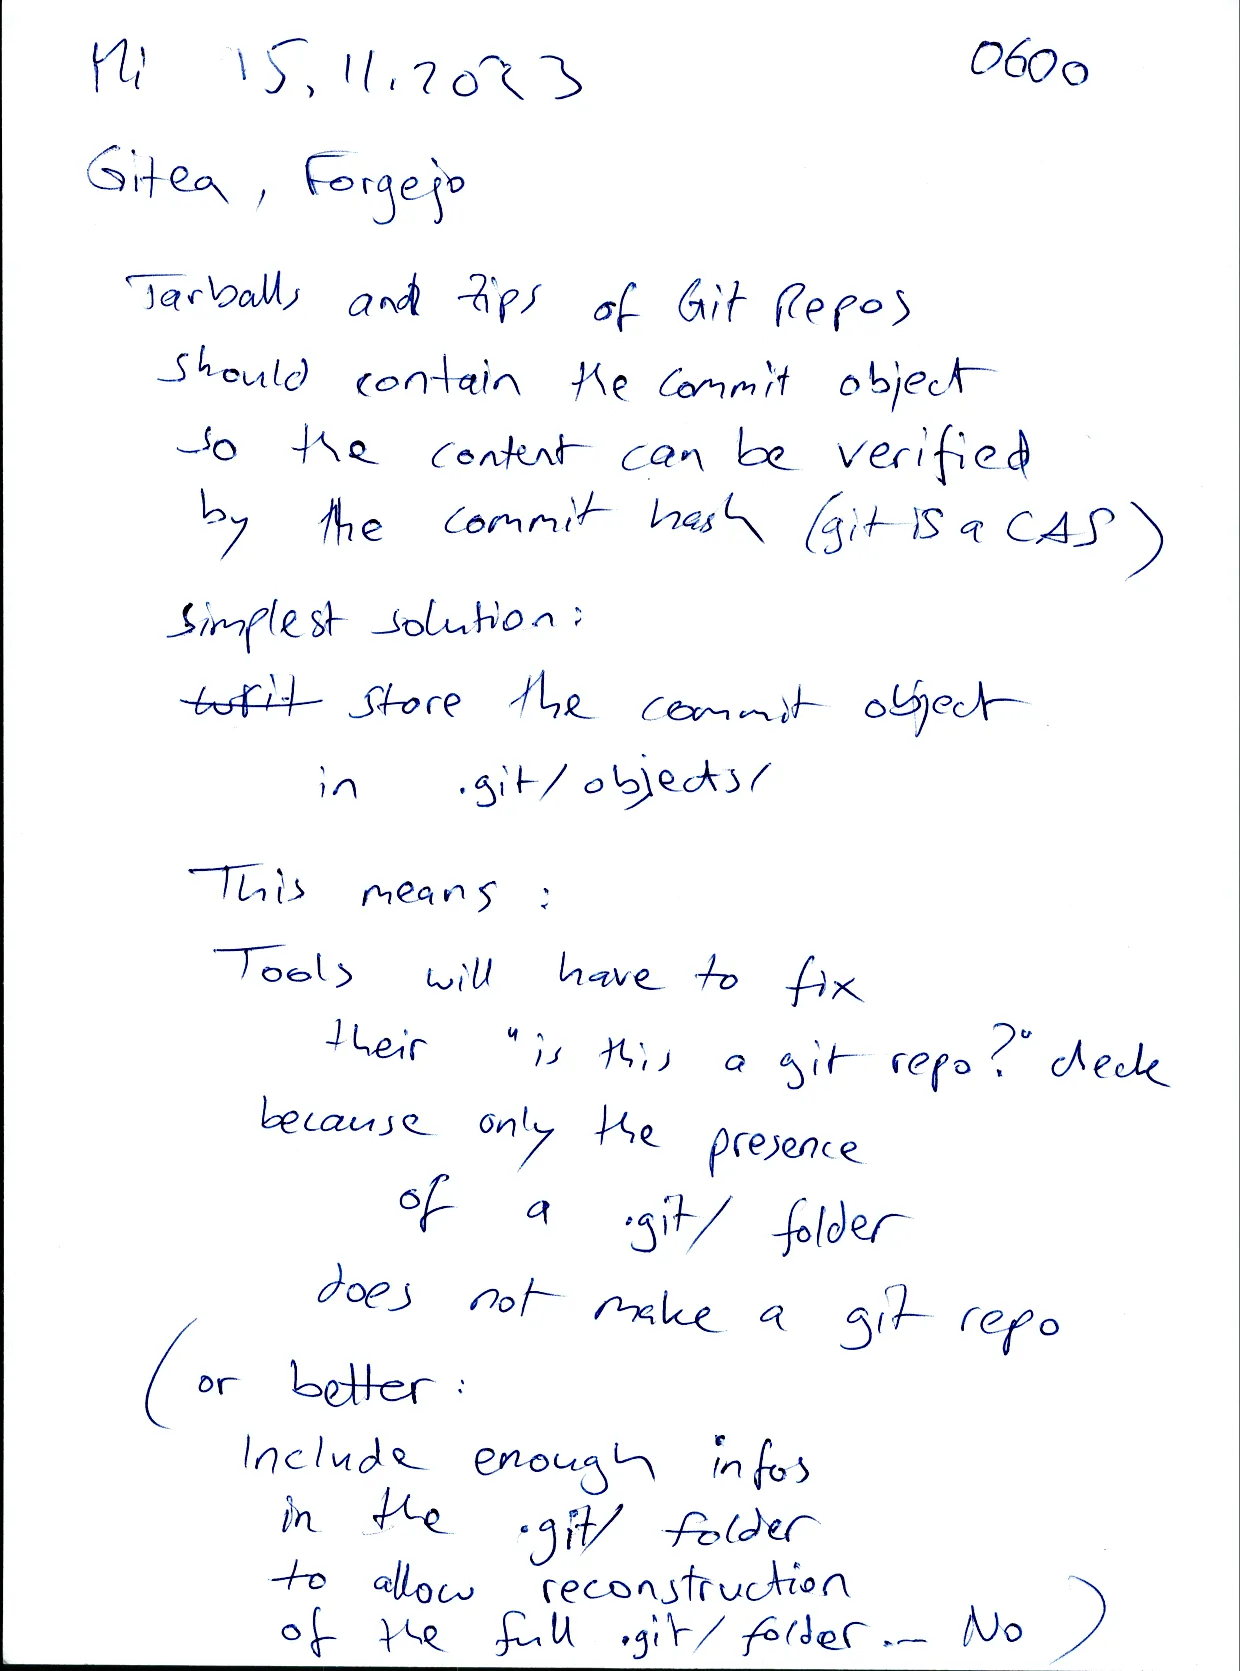 Mi 15.11.2023 0600
Gitea, Forgejo
Tarballs and zips of Git Repos
should contain the commit object
so the content can be verified
by the commit hash (git is a CAS)
simplest solution:
writ store the commit object
in .git/objects/
This means:
Tools will have to fix
their "is this a git repo?" check
because only the presence
of a .git/ folder
does not make a git repo
(or better:
Include enough infos
in the .git/ folder
to allow reconstruction
of the full .git/ folder... No)